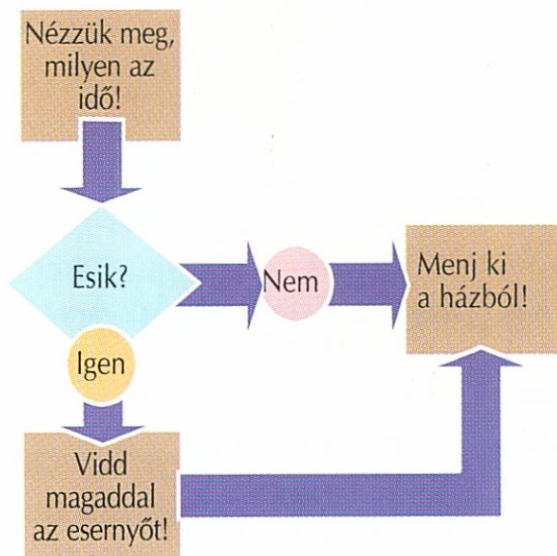 Nézzük meg,
milyen az
idő!
Esik?
Nem
Menj ki
a házból!
Igen
Vidd
magaddal
az esernyőt!